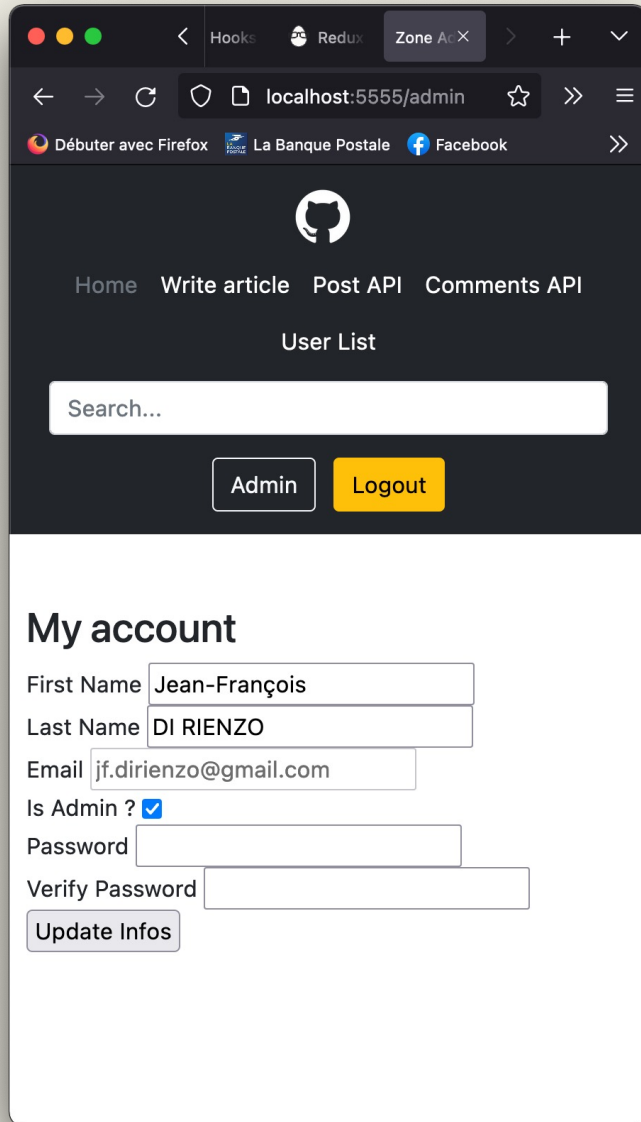 Hooks Redux Zone Ad
localhost:5555/admin
Débuter avec Firefox La Banque Postale Facebook
Home Write article Post API Comments API
User List
Search...
Admin Logout
My account
First Name Jean-François
Last Name DI RIENZO
Email jf.dirienzo@gmail.com
Is Admin ?
Password
Verify Password
Update Infos